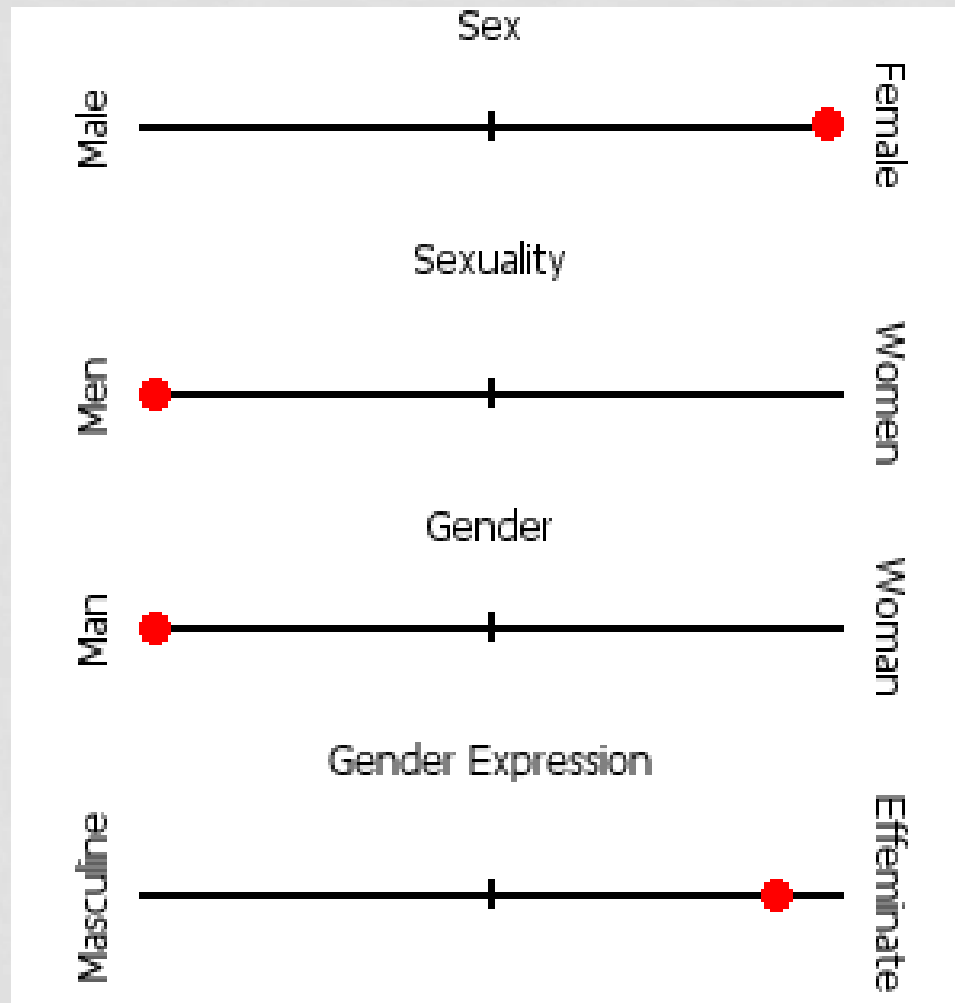 Sex
Male
Female
Sexuality
Men
Women
Gender
Man
Woman
Gender Expression
Masculine
Effeminate